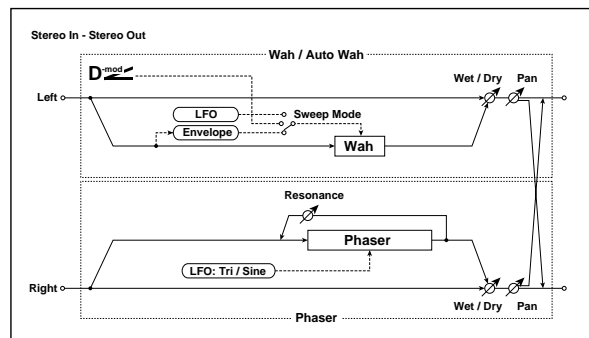 Stereo In - Stereo Out
Wah / Auto Wah
D-mod
Wet / Dry
Pan
Left
LFO
Sweep Mode
Envelope
Wah
Resonance
Phaser
LFO: Tri / Sine
Right
Wet / Dry
Pan
Phaser